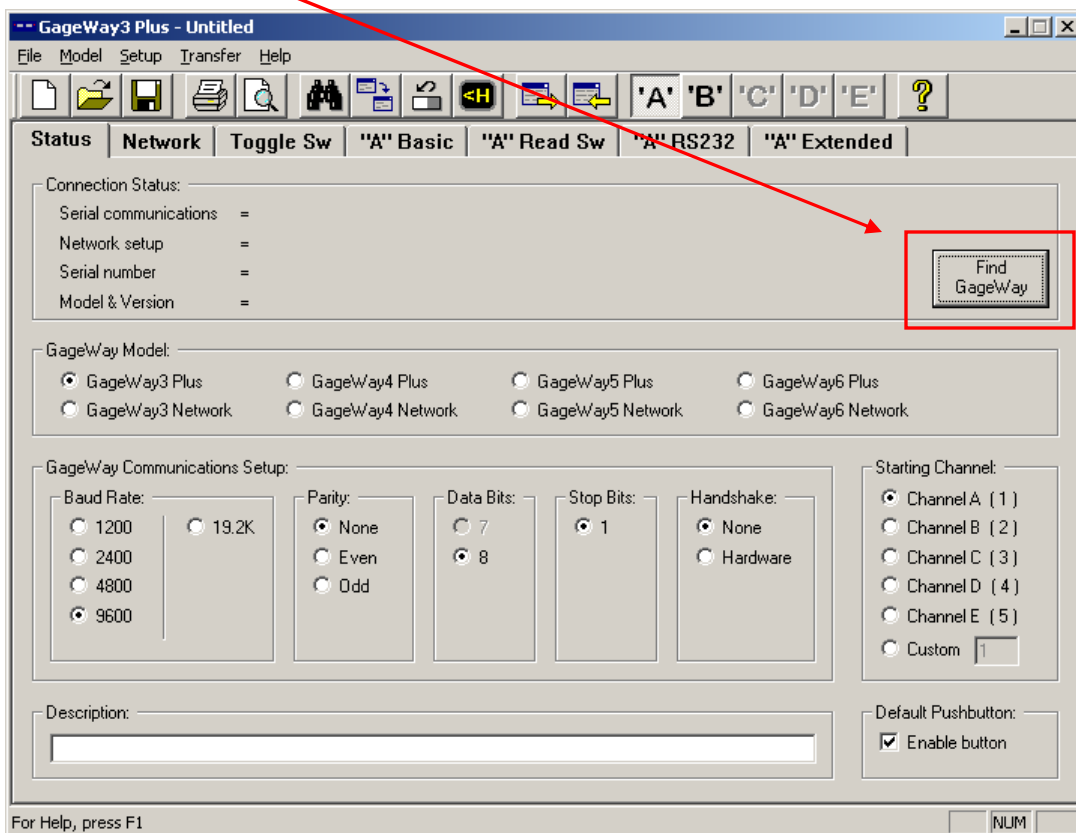 GageWay3 Plus - Untitled
File Model Setup Transfer Help
<H 'A' 'B' 'C' 'D' 'E' ?
Status Network Toggle Sw "A" Basic "A" Read Sw "A" RS232 "A" Extended
Connection Status:
Serial communications =
Network setup =
Serial number =
Model & Version =
Find
GageWay
GageWay Model:
GageWay3 Plus GageWay4 Plus GageWay5 Plus GageWay6 Plus
GageWay3 Network GageWay4 Network GageWay5 Network GageWay6 Network
GageWay Communications Setup:
Baud Rate: Parity: Data Bits: Stop Bits: Handshake:
1200 19.2K None 7 1 None
2400 Even 8 Hardware
4800 Odd
9600
Starting Channel:
Channel A ( 1 )
Channel B ( 2 )
Channel C ( 3 )
Channel D ( 4 )
Channel E ( 5 )
Custom 1
Description:
Default Pushbutton:
Enable button
For Help, press F1 NUM